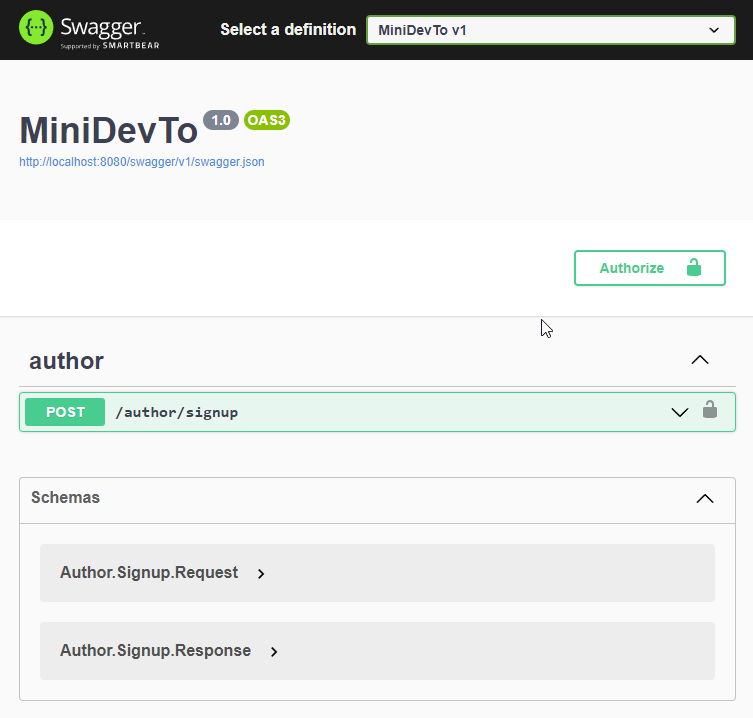 Swagger
Supported by SMARTBEAR
Select a definition
MiniDevTo v1
MiniDevTo 1.0 OAS3
http://localhost:8080/swagger/v1/swagger.json
Authorize
author
POST /author/signup
Schemas
Author.Signup.Request
Author.Signup.Response